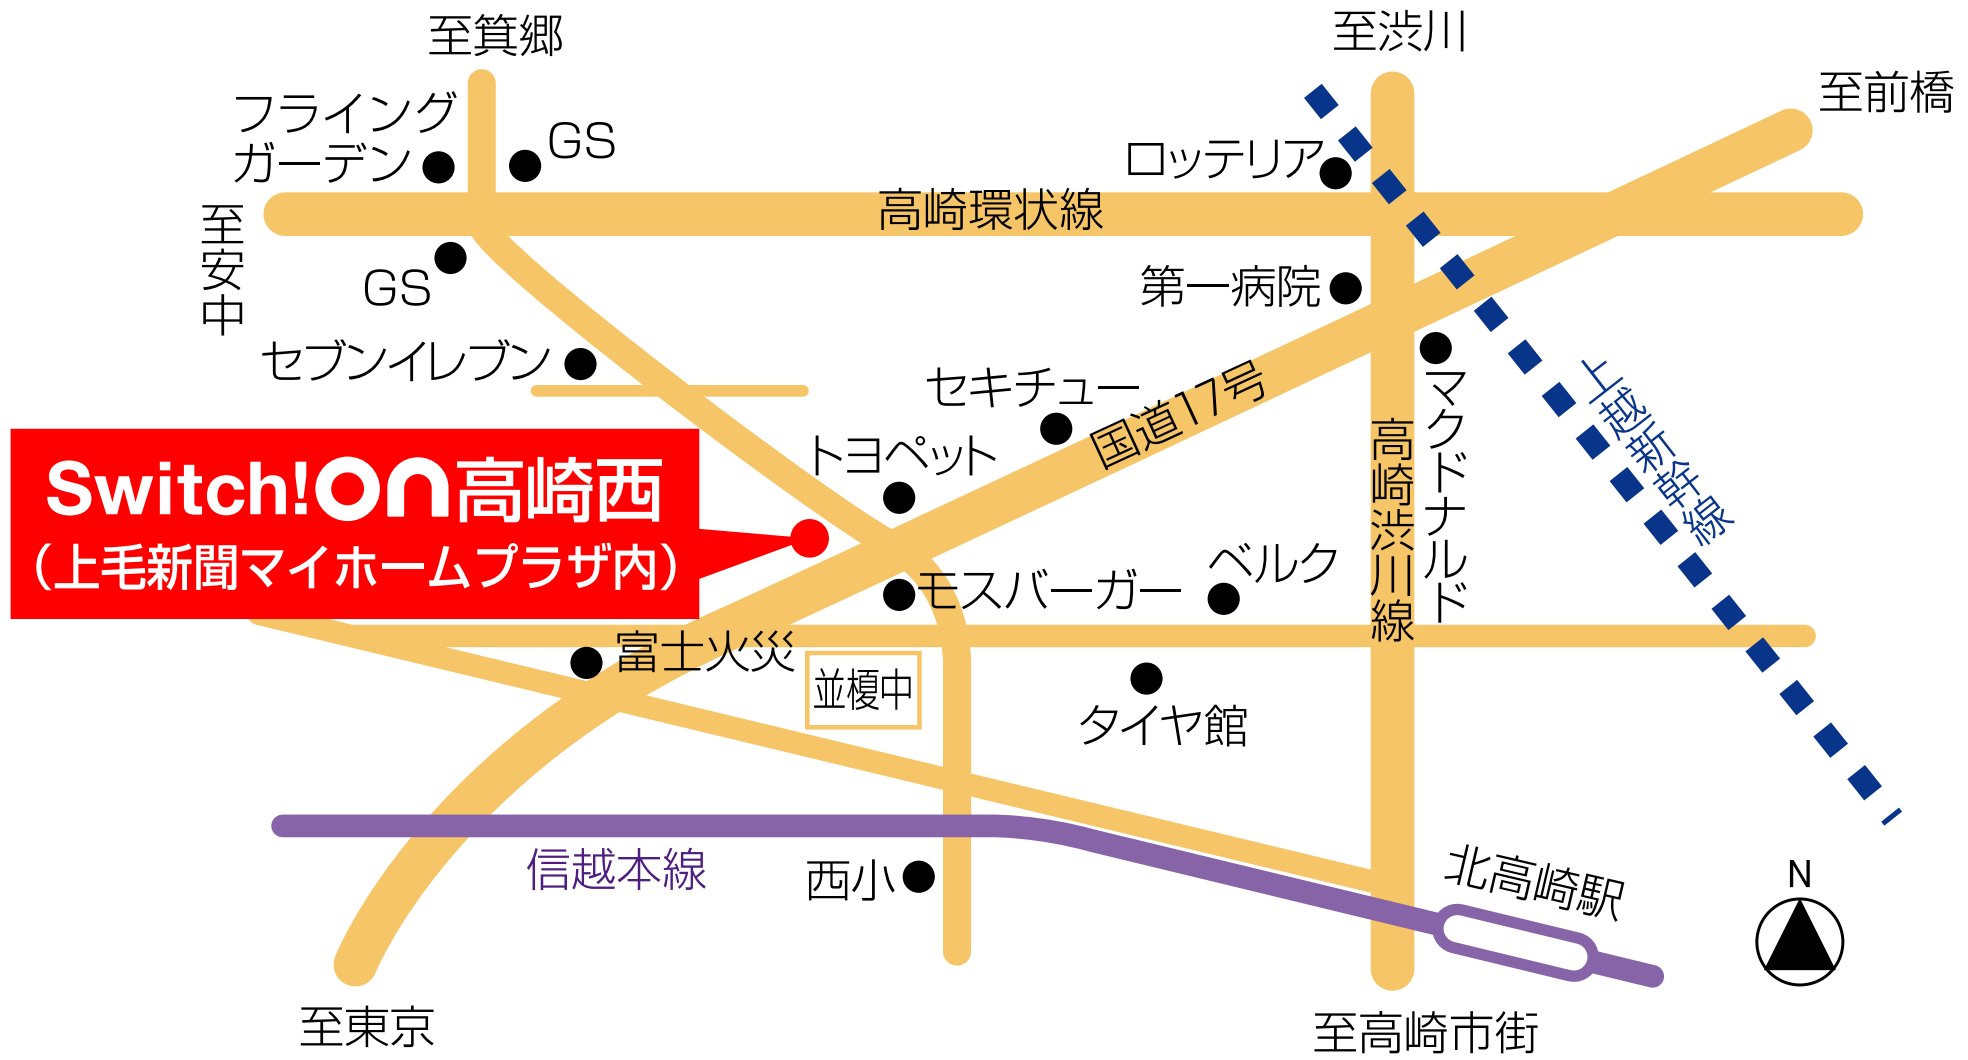 至箕郷
至渋川
至前橋
フライング
ガーデン
GS
ロッテリア
高崎環状線
至安中
GS
第一病院
セブンイレブン
セキチュー
国道17号
マクドナルド
上越新幹線
トヨペット
高崎渋川線
Switch!ON高崎西
(上毛新聞マイホームプラザ内)
モスバーガー
ベルク
富士火災
並榎中
タイヤ館
信越本線
西小
北高崎駅
N
至東京
至高崎市街